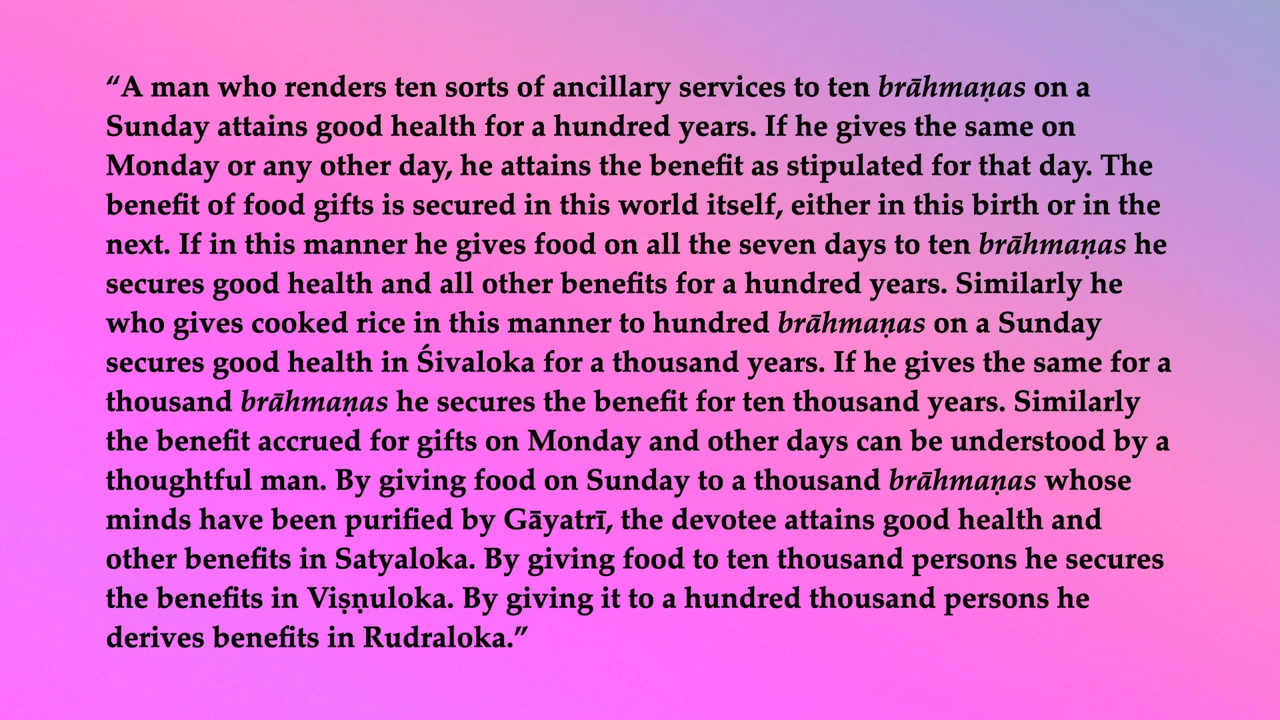 “A man who renders ten sorts of ancillary services to ten brāhmaṇas on a
Sunday attains good health for a hundred years. If he gives the same on
Monday or any other day, he attains the benefit as stipulated for that day. The
benefit of food gifts is secured in this world itself, either in this birth or in the
next. If in this manner he gives food on all the seven days to ten brāhmaṇas he
secures good health and all other benefits for a hundred years. Similarly he
who gives cooked rice in this manner to hundred brāhmaṇas on a Sunday
secures good health in Śivaloka for a thousand years. If he gives the same for a
thousand brāhmaṇas he secures the benefit for ten thousand years. Similarly
the benefit accrued for gifts on Monday and other days can be understood by a
thoughtful man. By giving food on Sunday to a thousand brāhmaṇas whose
minds have been purified by Gāyatrī, the devotee attains good health and
other benefits in Satyaloka. By giving food to ten thousand persons he secures
the benefits in Viṣṇuloka. By giving it to a hundred thousand persons he
derives benefits in Rudraloka.”